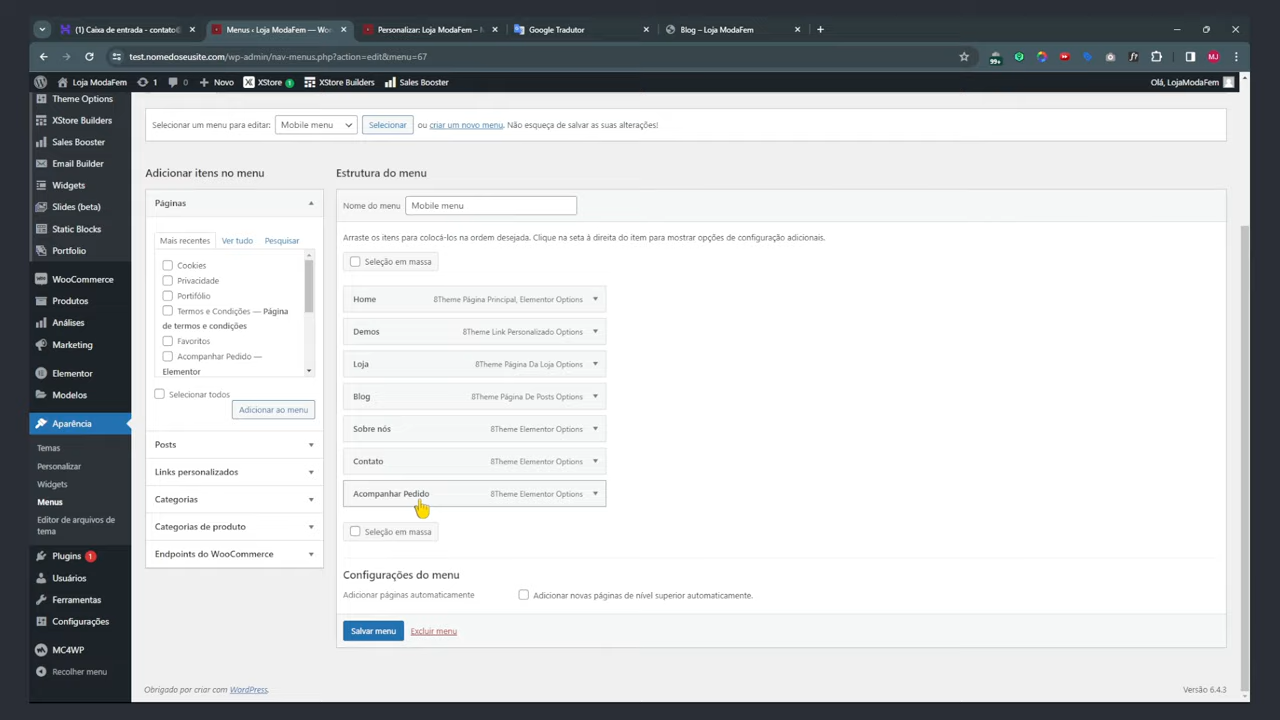 (1) Caixa de entrada - contato©
Menus ‹ Loja ModaFem — Wo
Personalizar: Loja ModaFem –
Google Tradutor
Blog – Loja ModaFem
test.nomedoseusite.com/wp-admin/nav-menus.php?action=edit&menu=67
99+
MJ
Loja ModaFem
1
0
Novo
XStore 1
XStore Builders
Sales Booster
Olá, LojaModaFem
Theme Options
XStore Builders
Sales Booster
Email Builder
Widgets
Slides (beta)
Static Blocks
Portfolio
WooCommerce
Produtos
Análises
Marketing
Elementor
Modelos
Aparência
Temas
Personalizar
Widgets
Menus
Editor de arquivos de
tema
Plugins 1
Usuários
Ferramentas
Configurações
MC4WP
Recolher menu
Selecionar um menu para editar: Mobile menu Selecionar ou criar um novo menu. Não esqueça de salvar as suas alterações!
Adicionar itens no menu
Páginas
Mais recentes Ver tudo Pesquisar
Cookies
Privacidade
Portifólio
Termos e Condições — Página
de termos e condições
Favoritos
Acompanhar Pedido —
Elementor
Selecionar todos
Adicionar ao menu
Posts
Links personalizados
Categorias
Categorias de produto
Endpoints do WooCommerce
Estrutura do menu
Nome do menu Mobile menu
Arraste os itens para colocá-los na ordem desejada. Clique na seta à direita do item para mostrar opções de configuração adicionais.
Seleção em massa
Home 8Theme Página Principal, Elementor Options
Demos 8Theme Link Personalizado Options
Loja 8Theme Página Da Loja Options
Blog 8Theme Página De Posts Options
Sobre nós 8Theme Elementor Options
Contato 8Theme Elementor Options
Acompanhar Pedido 8Theme Elementor Options
Seleção em massa
Configurações do menu
Adicionar páginas automaticamente Adicionar novas páginas de nível superior automaticamente.
Salvar menu Excluir menu
Obrigado por criar com WordPress.
Versão 6.4.3